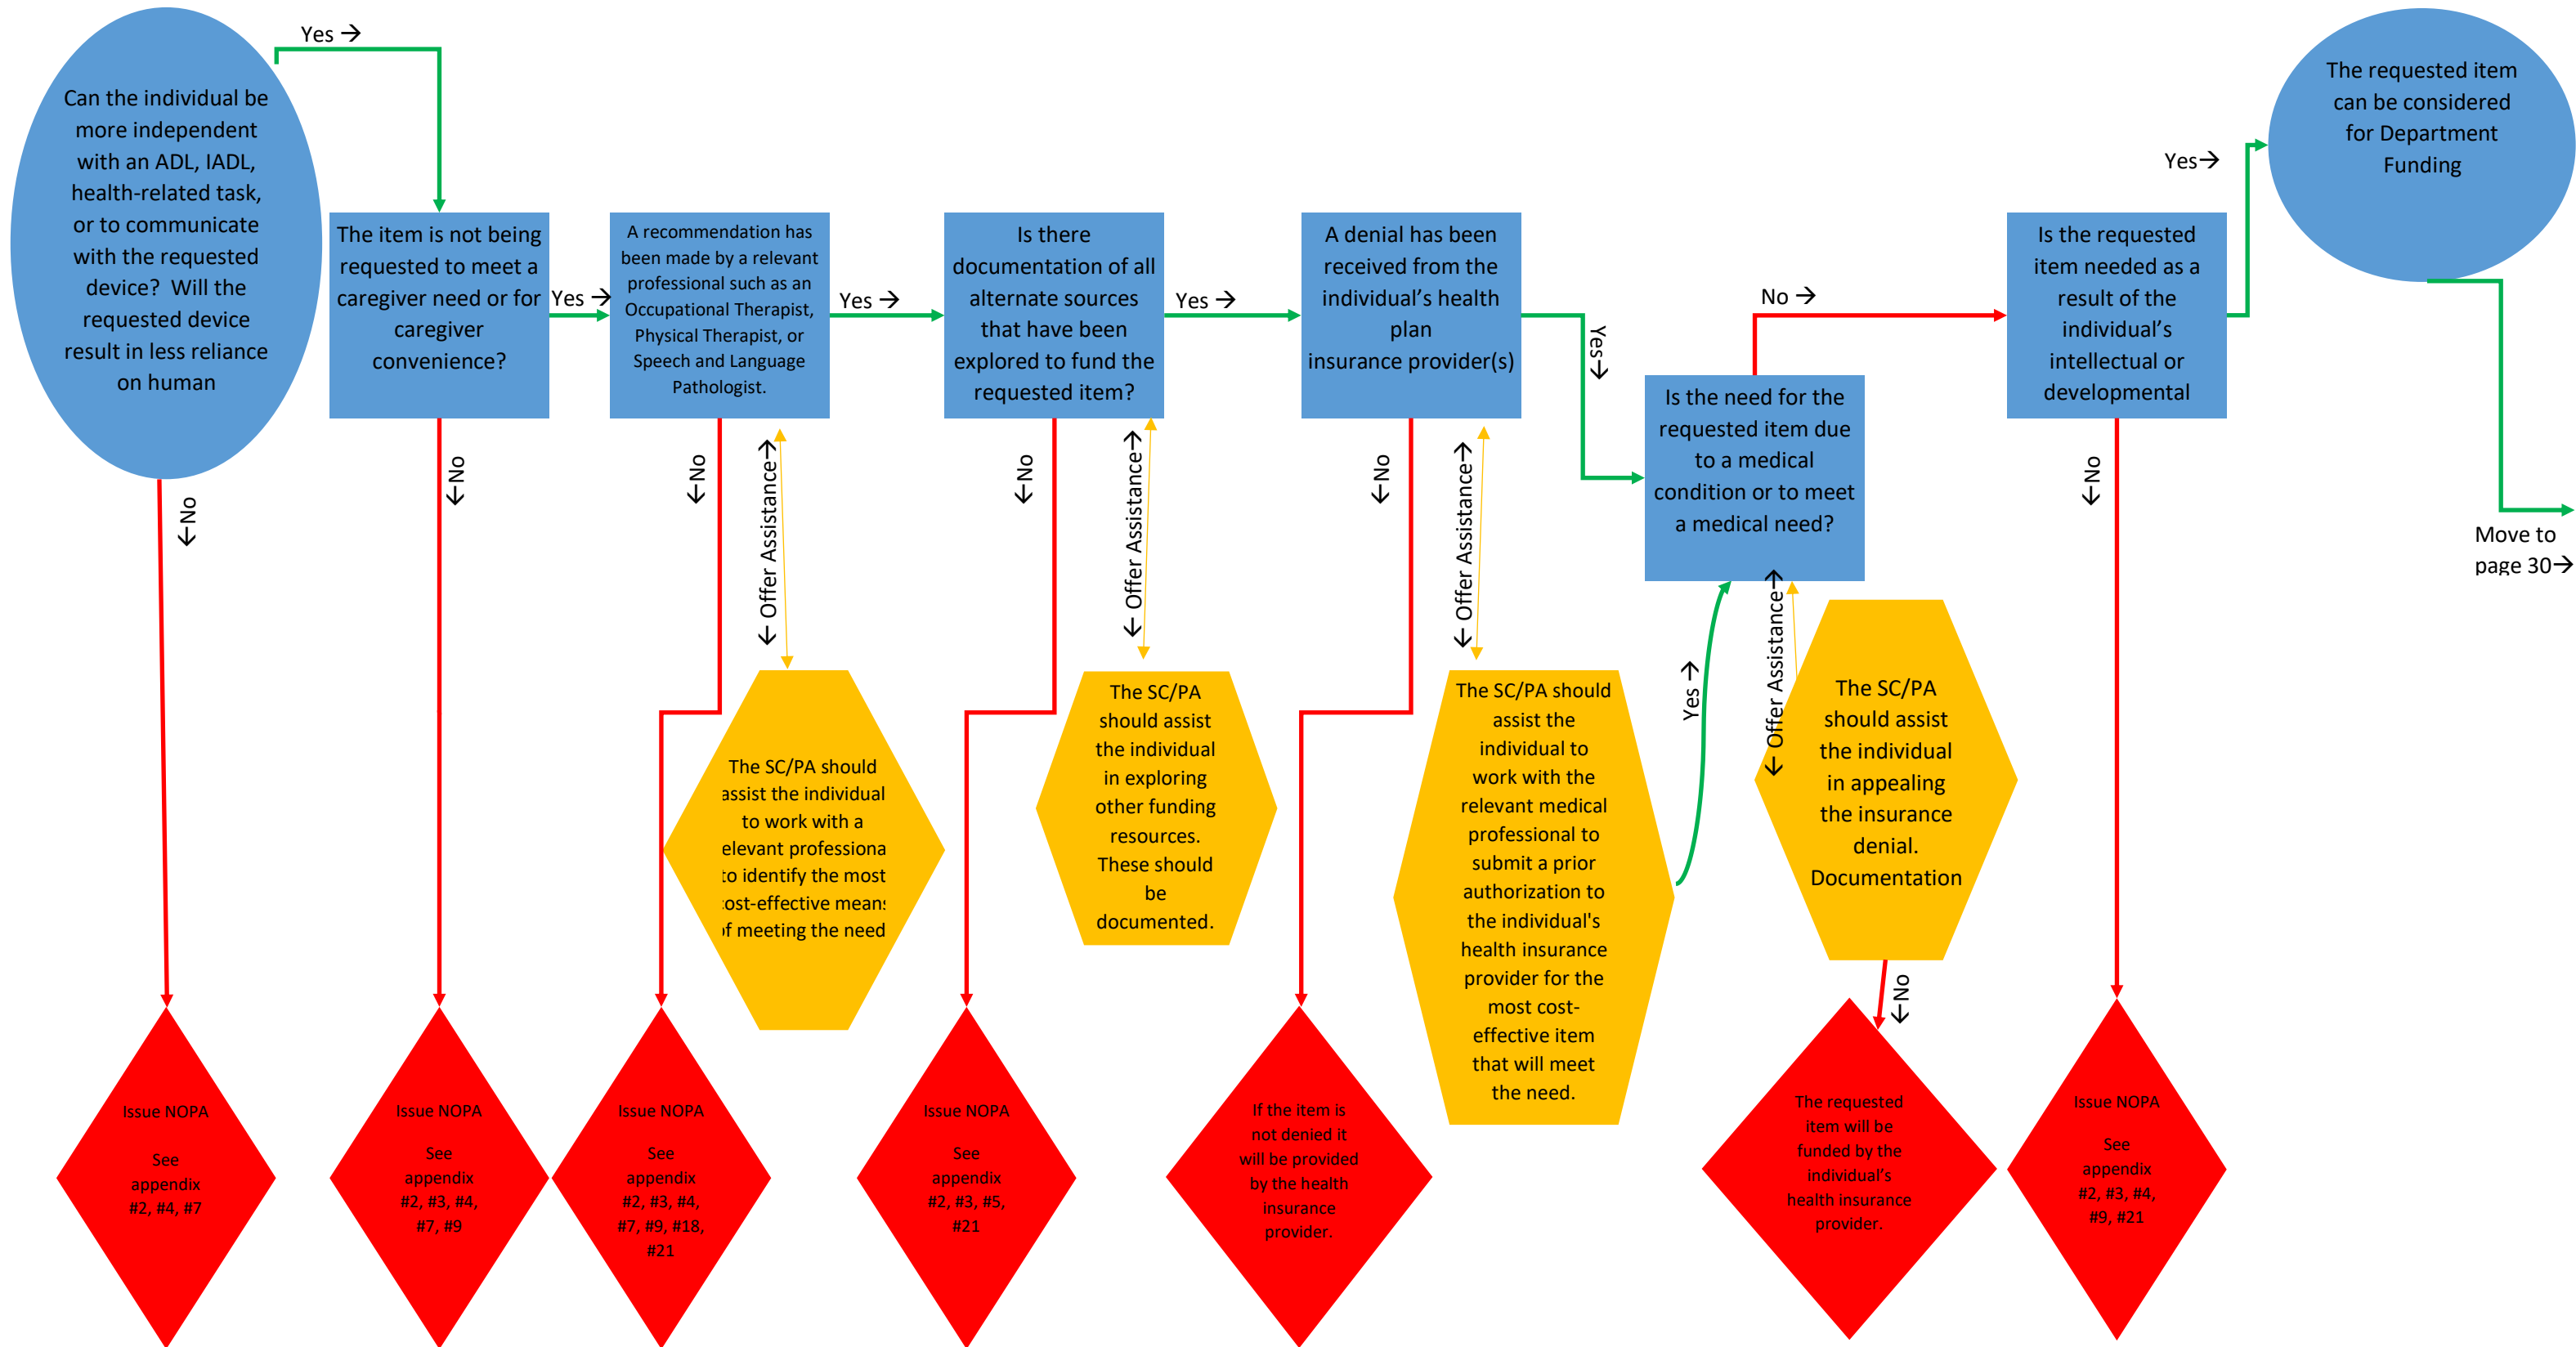 Can the individual be
more independent
with an ADL, IADL,
health-related task,
or to communicate
with the requested
device? Will the
requested device
result in less reliance
on human
Yes →
←No
The item is not being
requested to meet a
caregiver need or for
caregiver
convenience?
Yes →
←No
A recommendation has
been made by a relevant
professional such as an
Occupational Therapist,
Physical Therapist, or
Speech and Language
Pathologist.
Yes →
←No
← Offer Assistance→
Is there
documentation of all
alternate sources
that have been
explored to fund the
requested item?
Yes →
←No
← Offer Assistance→
A denial has been
received from the
individual’s health
plan
insurance provider(s)
Yes→
←No
← Offer Assistance→
Is the need for the
requested item due
to a medical
condition or to meet
a medical need?
No →
Yes →
← Offer Assistance→
Is the requested
item needed as a
result of the
individual’s
intellectual or
developmental
Yes→
←No
The requested item
can be considered
for Department
Funding
Move to
page 30→
The SC/PA should
assist the individual
to work with a
elevant professiona
to identify the most
cost-effective means
of meeting the need
The SC/PA
should assist
the individual
in exploring
other funding
resources.
These should
be
documented.
The SC/PA should
assist the
individual to
work with the
relevant medical
professional to
submit a prior
authorization to
the individual's
health insurance
provider for the
most cost-
effective item
that will meet
the need.
The SC/PA
should assist
the individual
in appealing
the insurance
denial.
Documentation
←No
Issue NOPA
See
appendix
#2, #4, #7
Issue NOPA
See
appendix
#2, #3, #4,
#7, #9
Issue NOPA
See
appendix
#2, #3, #4,
#7, #9, #18,
#21
Issue NOPA
See
appendix
#2, #3, #5,
#21
If the item is
not denied it
will be provided
by the health
insurance
provider.
The requested
item will be
funded by the
individual’s
health insurance
provider.
Issue NOPA
See
appendix
#2, #3, #4,
#9, #21